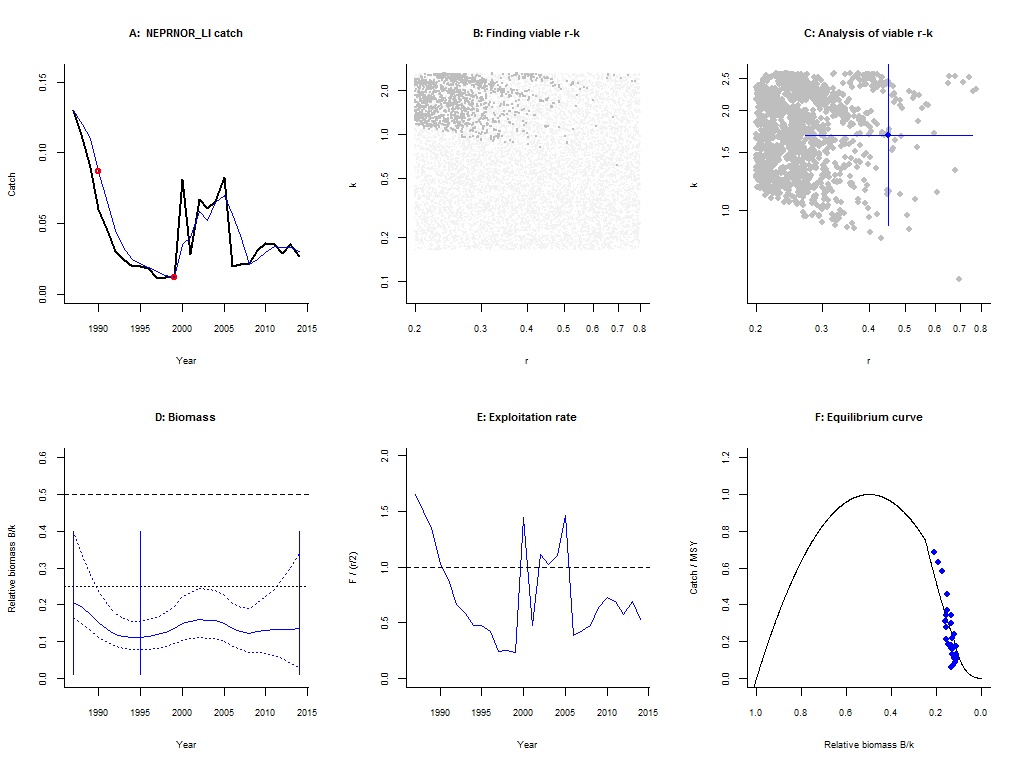 A: NEPRNOR_LI catch
B: Finding viable r-k
C: Analysis of viable r-k
Catch
0.15
0.10
0.05
0.00
1990 1995 2000 2005 2010 2015
Year
k
2.0
1.0
0.5
0.2
0.1
0.2 0.3 0.4 0.5 0.6 0.7 0.8
r
k
2.5
2.0
1.5
1.0
0.2 0.3 0.4 0.5 0.6 0.7 0.8
r
D: Biomass
E: Exploitation rate
F: Equilibrium curve
Relative biomass B/k
0.6
0.5
0.4
0.3
0.2
0.1
0.0
1990 1995 2000 2005 2010 2015
Year
F / (r/2)
2.0
1.5
1.0
0.5
0.0
1990 1995 2000 2005 2010 2015
Year
Catch / MSY
1.2
1.0
0.8
0.6
0.4
0.2
0.0
1.0 0.8 0.6 0.4 0.2 0.0
Relative biomass B/k